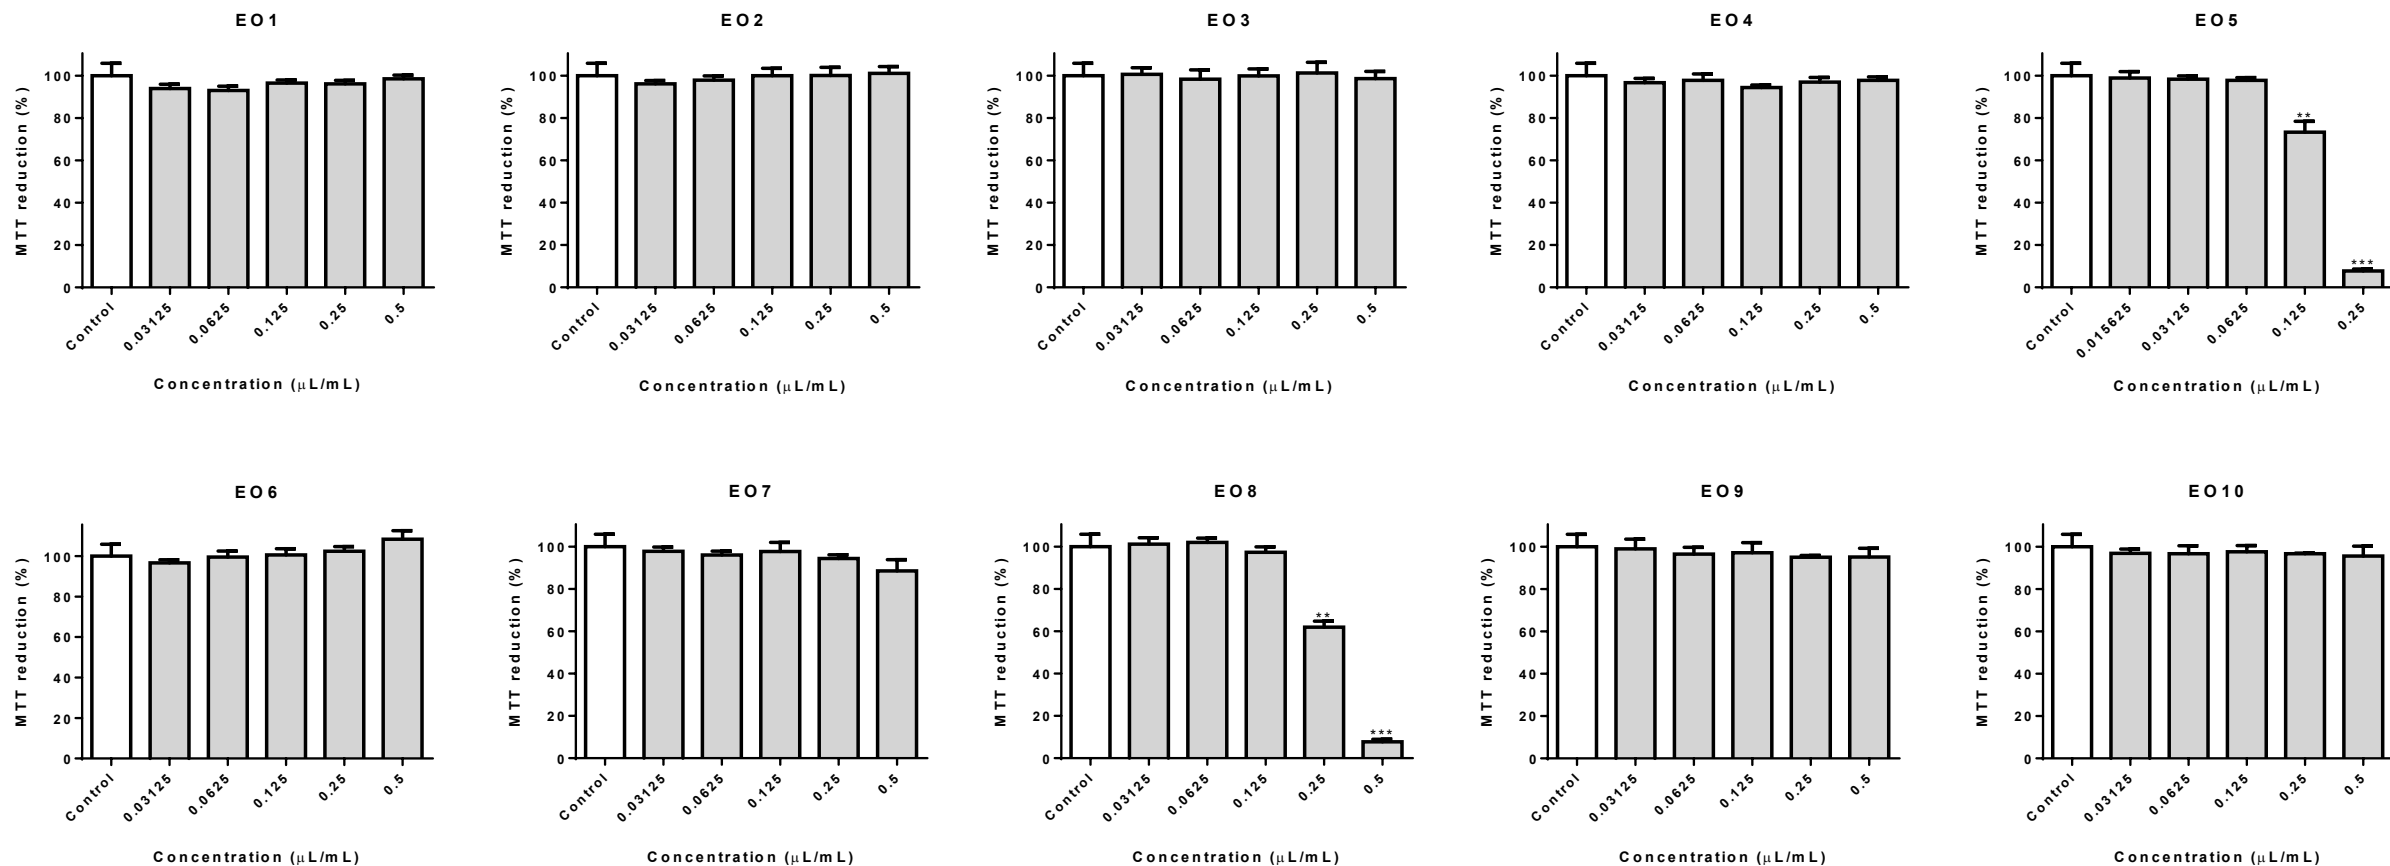 EO1
MTT reduction (%)
100
80
60
40
20
0
Control
0.03125
0.0625
0.125
0.25
0.5
Concentration (μL/mL)
EO2
MTT reduction (%)
100
80
60
40
20
0
Control
0.03125
0.0625
0.125
0.25
0.5
Concentration (μL/mL)
EO3
MTT reduction (%)
100
80
60
40
20
0
Control
0.03125
0.0625
0.125
0.25
0.5
Concentration (μL/mL)
EO4
MTT reduction (%)
100
80
60
40
20
0
Control
0.03125
0.0625
0.125
0.25
0.5
Concentration (μL/mL)
EO5
MTT reduction (%)
100
80
60
40
20
0
**
***
Control
0.015625
0.03125
0.0625
0.125
0.25
Concentration (μL/mL)
EO6
MTT reduction (%)
100
80
60
40
20
0
Control
0.03125
0.0625
0.125
0.25
0.5
Concentration (μL/mL)
EO7
MTT reduction (%)
100
80
60
40
20
0
Control
0.03125
0.0625
0.125
0.25
0.5
Concentration (μL/mL)
EO8
MTT reduction (%)
100
80
60
40
20
0
**
***
Control
0.03125
0.0625
0.125
0.25
0.5
Concentration (μL/mL)
EO9
MTT reduction (%)
100
80
60
40
20
0
Control
0.03125
0.0625
0.125
0.25
0.5
Concentration (μL/mL)
EO10
MTT reduction (%)
100
80
60
40
20
0
Control
0.03125
0.0625
0.125
0.25
0.5
Concentration (μL/mL)